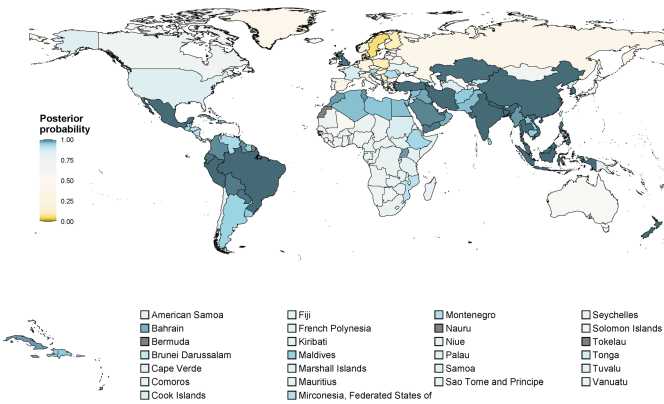 Posterior
probability
1.00
0.75
0.50
0.25
0.00
American Samoa
Bahrain
Bermuda
Brunei Darussalam
Cape Verde
Comoros
Cook Islands
Fiji
French Polynesia
Kiribati
Maldives
Marshall Islands
Mauritius
Mirconesia, Federated States of
Montenegro
Nauru
Niue
Palau
Samoa
Sao Tome and Principe
Seychelles
Solomon Islands
Tokelau
Tonga
Tuvalu
Vanuatu